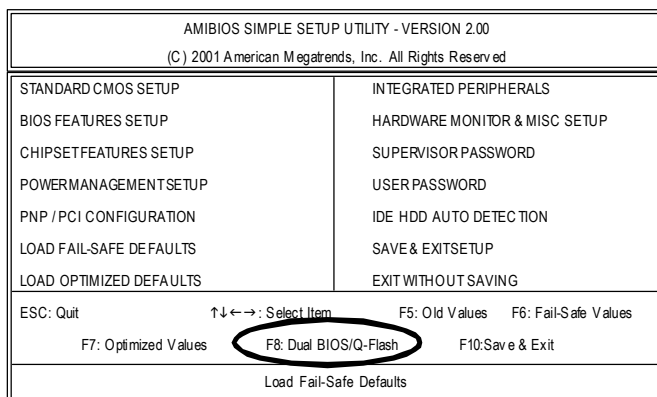 AMIBIOS SIMPLE SETUP UTILITY - VERSION 2.00
(C) 2001 American Megatrends, Inc. All Rights Reserved
STANDARD CMOS SETUP
BIOS FEATURES SETUP
CHIPSET FEATURES SETUP
POWER MANAGEMENT SETUP
PNP / PCI CONFIGURATION
LOAD FAIL-SAFE DEFAULTS
LOAD OPTIMIZED DEFAULTS
INTEGRATED PERIPHERALS
HARDWARE MONITOR & MISC SETUP
SUPERVISOR PASSWORD
USER PASSWORD
IDE HDD AUTO DETECTION
SAVE & EXIT SETUP
EXIT WITHOUT SAVING
ESC: Quit ↑↓←→: Select Item F5: Old Values F6: Fail-Safe Values
F7: Optimized Values F8: Dual BIOS/Q-Flash F10:Save & Exit
Load Fail-Safe Defaults